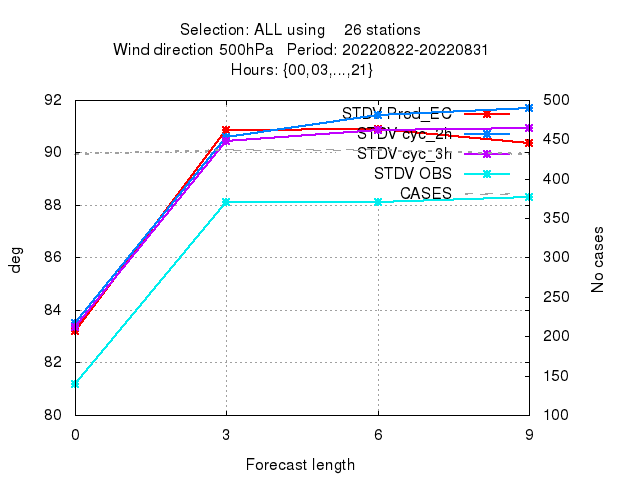 Selection: ALL using 26 stations
Wind direction 500hPa Period: 20220822-20220831
Hours: {00,03,...,21}
92 500
STDV Prod_EC
450
STDV cyc_2h
90 STDV cyc_3h
400
STDV OBS
CASES
88
350
86 300
deg
No cases
250
84
200
82
150
80 100
0 3 6 9
Forecast length